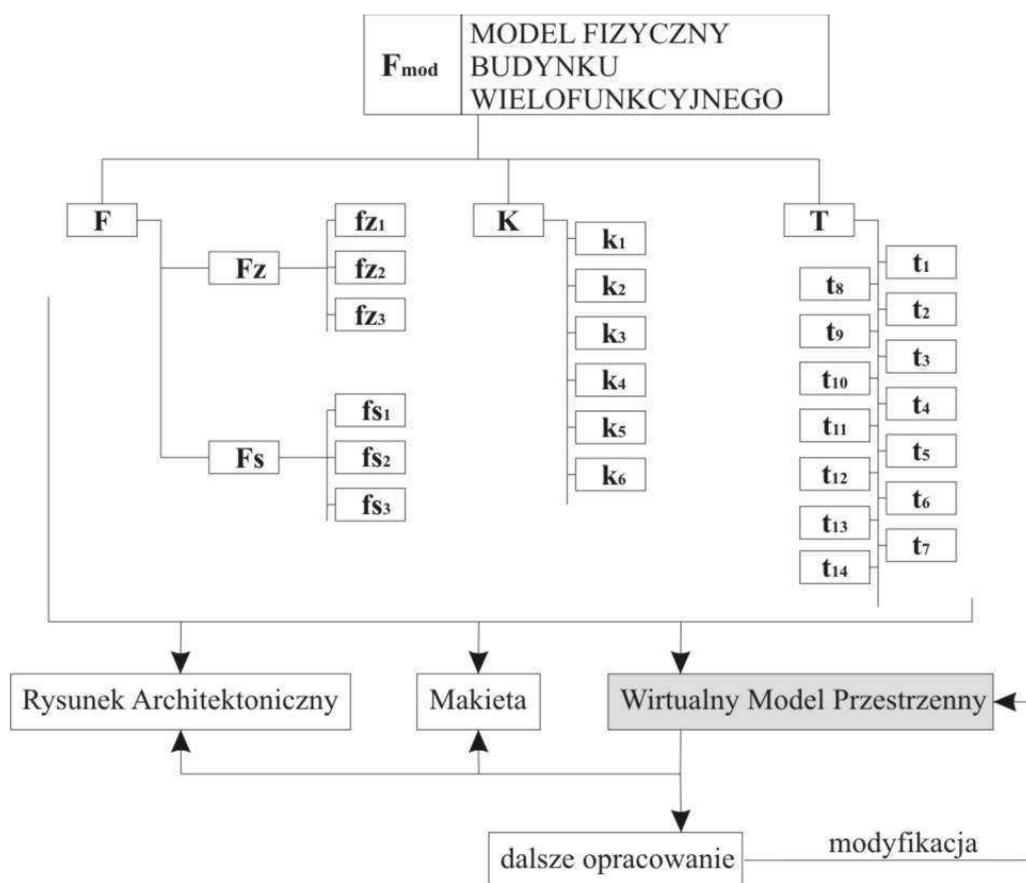 Fmod
MODEL FIZYCZNY
BUDYNKU
WIELOFUNKCYJNEGO
F
Fz
fz1
fz2
fz3
Fs
fs1
fs2
fs3
K
k1
k2
k3
k4
k5
k6
T
t1
t2
t3
t4
t5
t6
t7
t8
t9
t10
t11
t12
t13
t14
Rysunek Architektoniczny
Makieta
Wirtualny Model Przestrzenny
dalsze opracowanie
modyfikacja